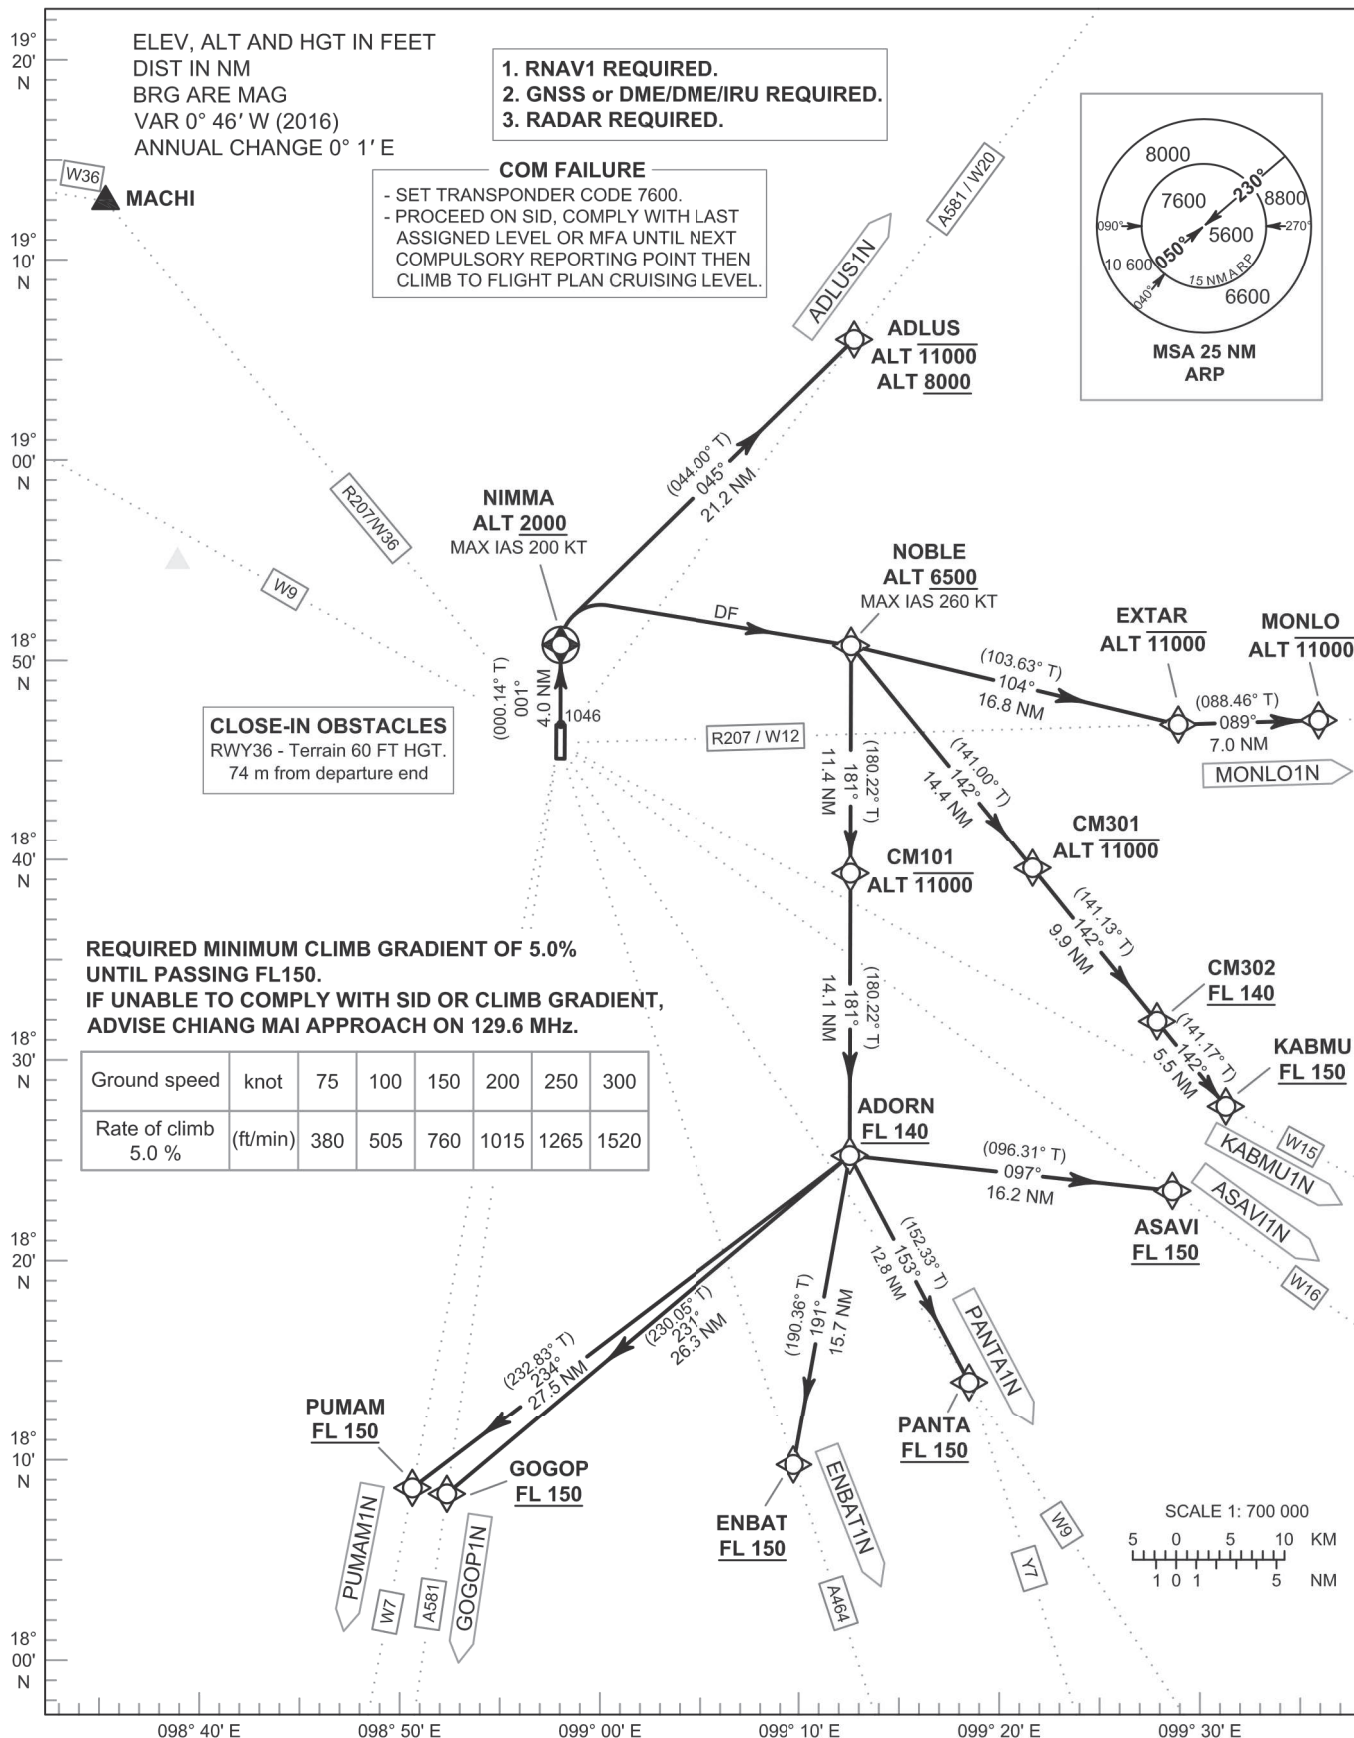 ELEV, ALT AND HGT IN FEET
DIST IN NM
BRG ARE MAG
VAR 0° 46' W (2016)
ANNUAL CHANGE 0° 1' E
1. RNAV1 REQUIRED.
2. GNSS or DME/DME/IRU REQUIRED.
3. RADAR REQUIRED.
COM FAILURE
- SET TRANSPONDER CODE 7600.
- PROCEED ON SID, COMPLY WITH LAST
ASSIGNED LEVEL OR MFA UNTIL NEXT
COMPULSORY REPORTING POINT THEN
CLIMB TO FLIGHT PLAN CRUISING LEVEL.
8000
7600
230°
8800
090°
270°
5600
050°
10 600
15 NM ARP
040°
6600
MSA 25 NM
ARP
W36
MACHI
A581 / W20
ADLUS1N
ADLUS
ALT 11000
ALT 8000
(044.00° T)
045°
21.2 NM
R207/W36
W9
NIMMA
ALT 2000
MAX IAS 200 KT
DF
NOBLE
ALT 6500
MAX IAS 260 KT
EXTAR
ALT 11000
MONLO
ALT 11000
(103.63° T)
104°
16.8 NM
(088.46° T)
089°
7.0 NM
MONLO1N
(000.14° T)
001°
4.0 NM
1046
CLOSE-IN OBSTACLES
RWY36 - Terrain 60 FT HGT.
74 m from departure end
R207 / W12
(180.22° T)
181°
11.4 NM
(141.00° T)
142°
14.4 NM
CM301
ALT 11000
CM101
ALT 11000
(141.13° T)
142°
9.9 NM
CM302
FL 140
(180.22° T)
181°
14.1 NM
(141.17° T)
142°
5.5 NM
KABMU
FL 150
W15
KABMU1N
REQUIRED MINIMUM CLIMB GRADIENT OF 5.0%
UNTIL PASSING FL150.
IF UNABLE TO COMPLY WITH SID OR CLIMB GRADIENT,
ADVISE CHIANG MAI APPROACH ON 129.6 MHz.
Ground speed knot 75 100 150 200 250 300
Rate of climb
5.0 % (ft/min) 380 505 760 1015 1265 1520
ADORN
FL 140
(096.31° T)
097°
16.2 NM
ASAVI
FL 150
ASAVI1N
W16
(152.33° T)
153°
12.8 NM
(190.36° T)
191°
15.7 NM
(230.05° T)
231°
26.3 NM
(232.83° T)
234°
27.5 NM
PUMAM
FL 150
GOGOP
FL 150
ENBAT
FL 150
PANTA
FL 150
PANTA1N
ENBAT1N
PUMAM1N
GOGOP1N
W7
A581
A464
Y7
W9
SCALE 1: 700 000
5 0 5 10 KM
1 0 1 5 NM
19°
20'
N
19°
10'
N
19°
00'
N
18°
50'
N
18°
40'
N
18°
30'
N
18°
20'
N
18°
10'
N
18°
00'
N
098° 40' E 098° 50' E 099° 00' E 099° 10' E 099° 20' E 099° 30' E